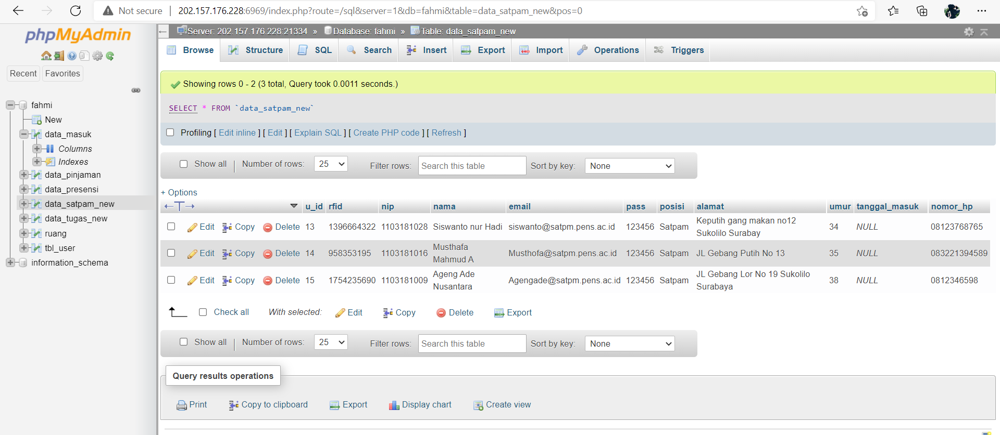 Not secure | 202.157.176.228:6969/index.php?route=/sql&server=1&db=fahmi&table=data_satpam_new&pos=0
phpMyAdmin
Recent Favorites
fahmi
New
data_masuk
Columns
Indexes
data_pinjaman
data_presensi
data_satpam_new
data_tugas_new
ruang
tbl_user
information_schema
Server: 202.157.176.228:21334 » Database: fahmi » Table: data_satpam_new
Browse Structure SQL Search Insert Export Import Operations Triggers
Showing rows 0 - 2 (3 total, Query took 0.0011 seconds.)
SELECT * FROM `data_satpam_new`
Profiling [ Edit inline ] [ Edit ] [ Explain SQL ] [ Create PHP code ] [ Refresh ]
Show all | Number of rows: 25 Filter rows: Search this table Sort by key: None
+ Options
←T→ u_id rfid nip nama email pass posisi alamat umur tanggal_masuk nomor_hp
Edit Copy Delete 13 1396664322 1103181028 Siswanto nur Hadi siswanto@satpm.pens.ac.id 123456 Satpam Keputih gang makan no12 34 NULL 08123768765
Sukolilo Surabay
Edit Copy Delete 14 958353195 1103181016 Musthafa Musthofa@satpm.pens.ac.id 123456 Satpam JL Gebang Putih No 13 35 NULL 083221394589
Mahmud A
Edit Copy Delete 15 1754235690 1103181009 Ageng Ade Agengade@satpm.pens.ac.id 123456 Satpam JL Gebang Lor No 19 Sukolilo 38 NULL 0812346598
Nusantara Surabaya
Check all With selected: Edit Copy Delete Export
Show all | Number of rows: 25 Filter rows: Search this table Sort by key: None
Query results operations
Print Copy to clipboard Export Display chart Create view